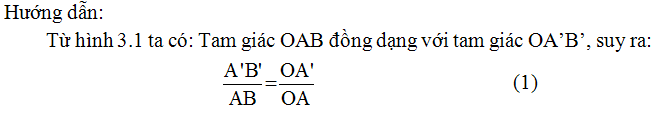 Hướng dẫn:
Từ hình 3.1 ta có: Tam giác OAB đồng dạng với tam giác OA’B’, suy ra:
A'B'/AB = OA'/OA (1)